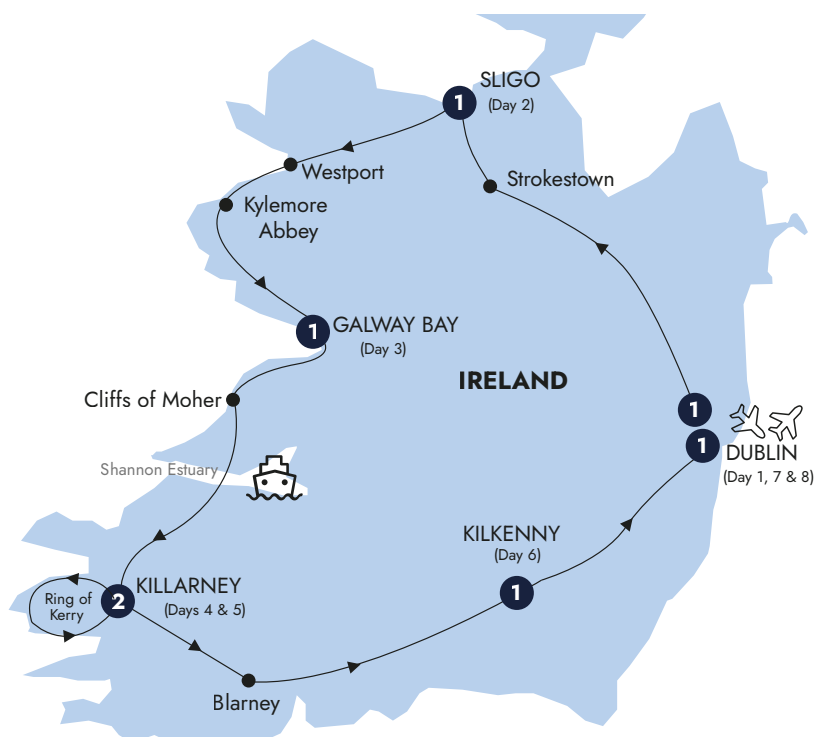 SLIGO
1
(Day 2)
Westport
Strokestown
Kylemore
Abbey
1
GALWAY BAY
(Day 3)
IRELAND
Cliffs of Moher
1
1
DUBLIN
(Day 1, 7 & 8)
Shannon Estuary
KILKENNY
(Day 6)
1
KILLARNEY
2
(Days 4 & 5)
Ring of
Kerry
Blarney